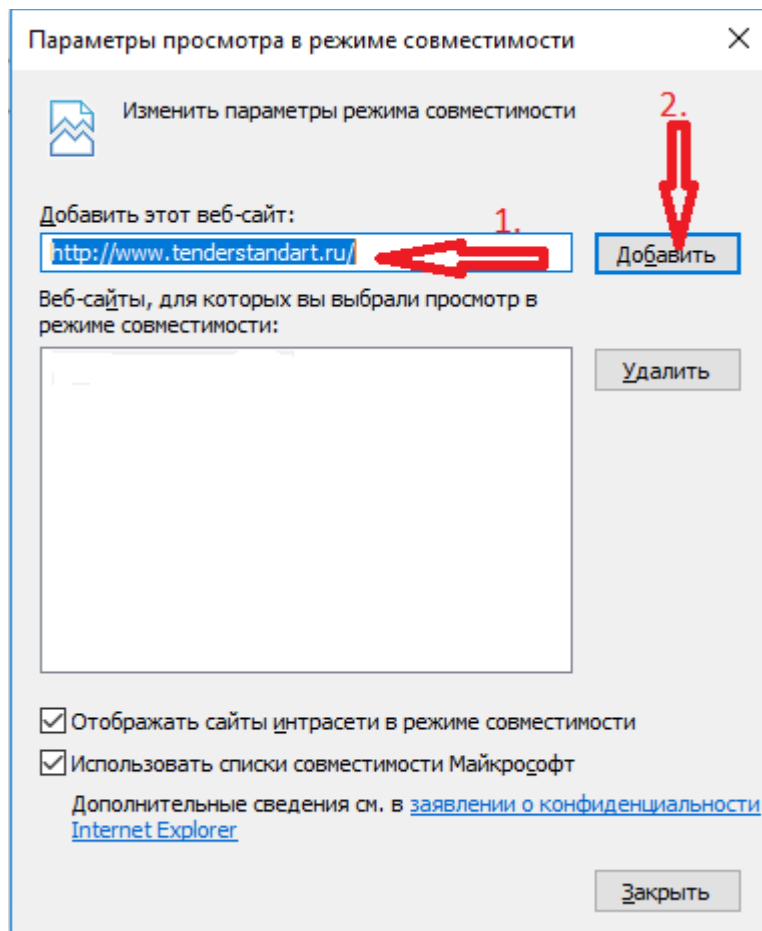 Параметры просмотра в режиме совместимости
Изменить параметры режима совместимости
2.
Добавить этот веб-сайт:
1.
http://www.tenderstandart.ru/
Добавить
Веб-сайты, для которых вы выбрали просмотр в
режиме совместимости:
Удалить
Отображать сайты интрасети в режиме совместимости
Использовать списки совместимости Майкрософт
Дополнительные сведения см. в заявлении о конфиденциальности
Internet Explorer
Закрыть